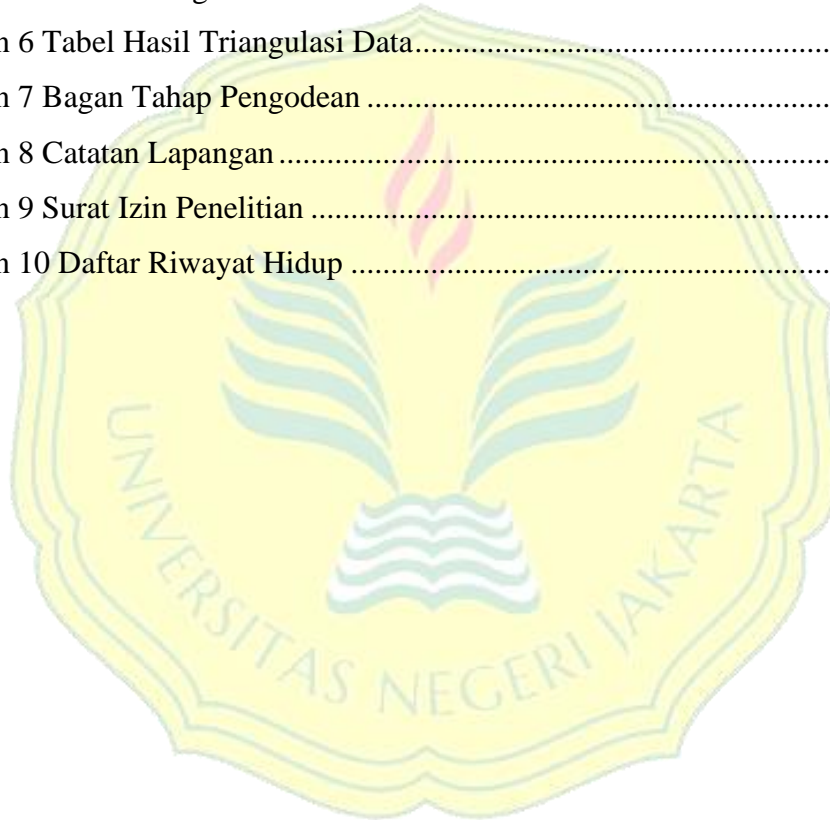 n 6 Tabel Hasil Triangulasi Data....................................................
n 7 Bagan Tahap Pengodean ..........................................................
n 8 Catatan Lapangan .....................................................................
n 9 Surat Izin Penelitian .................................................................
n 10 Daftar Riwayat Hidup ............................................................
UNIVERSITAS NEGERI JAKARTA